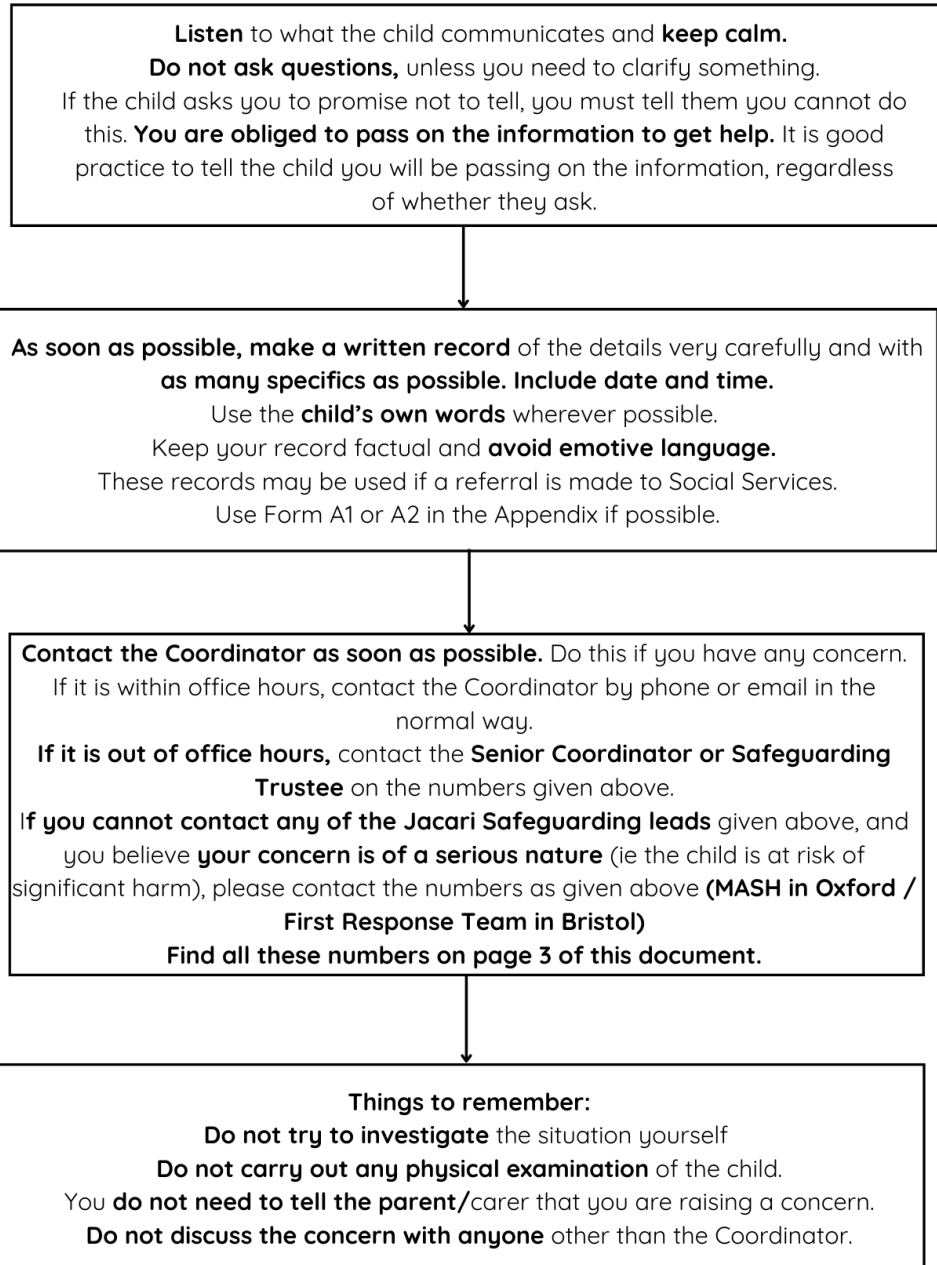 Listen to what the child communicates and keep calm.
Do not ask questions, unless you need to clarify something.
If the child asks you to promise not to tell, you must tell them you cannot do
this. You are obliged to pass on the information to get help. It is good
practice to tell the child you will be passing on the information, regardless
of whether they ask.
As soon as possible, make a written record of the details very carefully and with
as many specifics as possible. Include date and time.
Use the child's own words wherever possible.
Keep your record factual and avoid emotive language.
These records may be used if a referral is made to Social Services.
Use Form A1 or A2 in the Appendix if possible.
Contact the Coordinator as soon as possible. Do this if you have any concern.
If it is within office hours, contact the Coordinator by phone or email in the
normal way.
If it is out of office hours, contact the Senior Coordinator or Safeguarding
Trustee on the numbers given above.
If you cannot contact any of the Jacari Safeguarding leads given above, and
you believe your concern is of a serious nature (ie the child is at risk of
significant harm), please contact the numbers as given above (MASH in Oxford /
First Response Team in Bristol)
Find all these numbers on page 3 of this document.
Things to remember:
Do not try to investigate the situation yourself
Do not carry out any physical examination of the child.
You do not need to tell the parent/carer that you are raising a concern.
Do not discuss the concern with anyone other than the Coordinator.